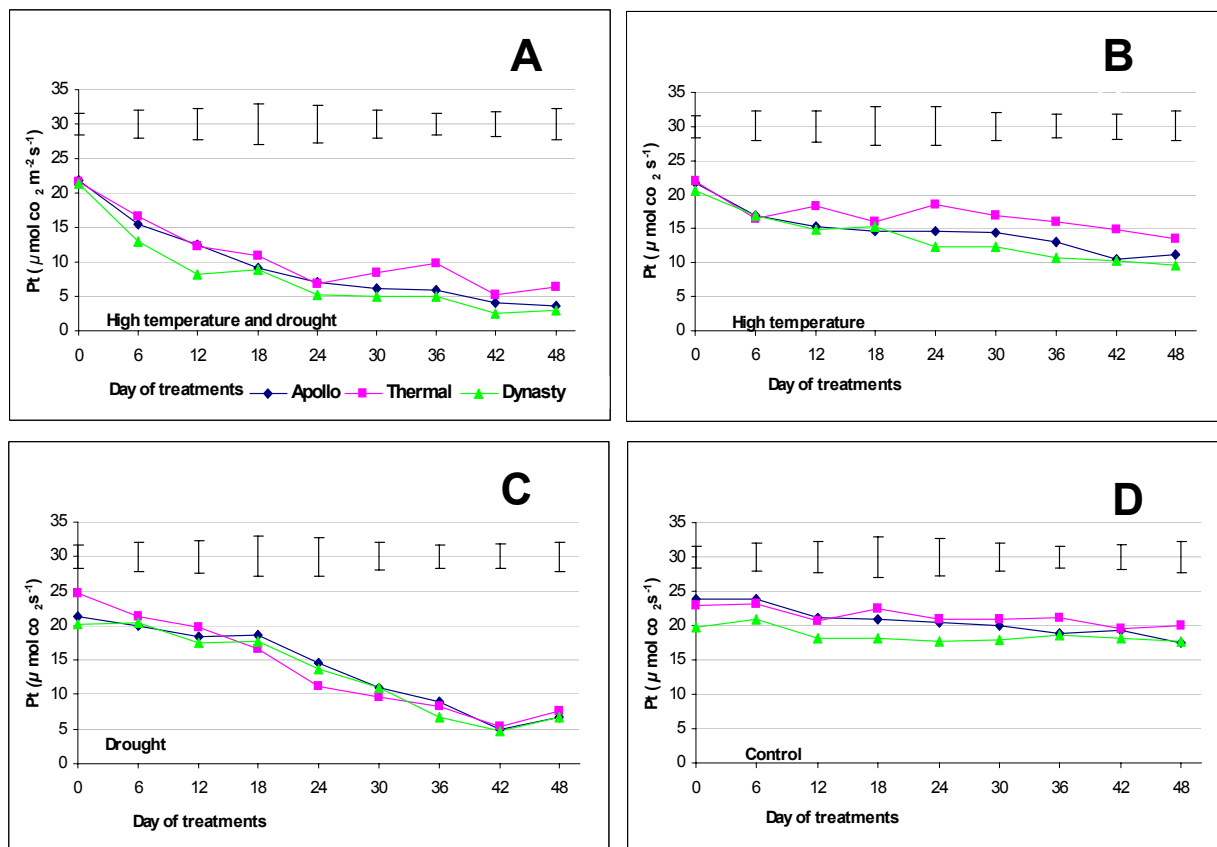 A
35
30
25
20
15
10
5
0
Pt ( µ mol co 2 m-2 s-1)
High temperature and drought
0 6 12 18 24 30 36 42 48
Day of treatments Apollo Thermal Dynasty
B
35
30
25
20
15
10
5
0
Pt ( µ mol co 2 s-1)
High temperature
0 6 12 18 24 30 36 42 48
Day of treatments
C
35
30
25
20
15
10
5
0
Pt (µ mol co 2s-1)
Drought
0 6 12 18 24 30 36 42 48
Day of treatments
D
35
30
25
20
15
10
5
0
Pt ( µ mol co 2 s-1)
Control
0 6 12 18 24 30 36 42 48
Day of treatments